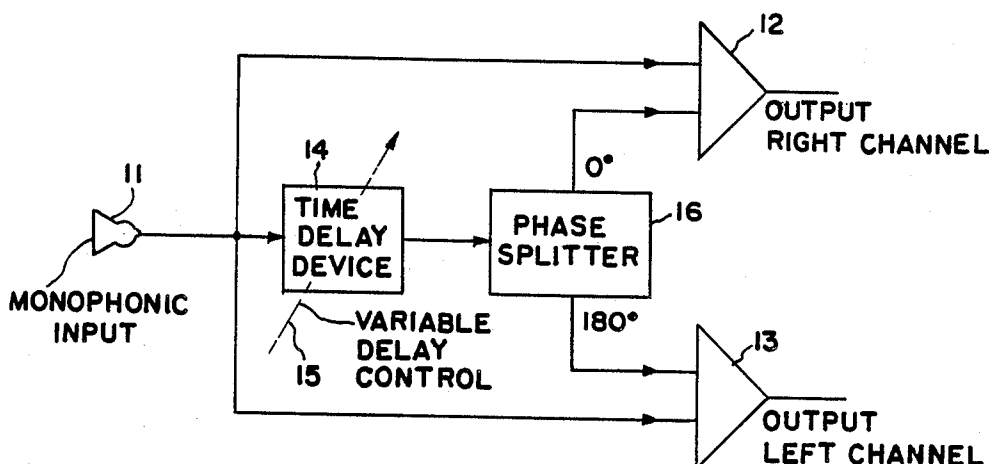 12
OUTPUT
RIGHT CHANNEL
0°
11
14
TIME
DELAY
DEVICE
PHASE
SPLITTER
16
MONOPHONIC
INPUT
15
VARIABLE
DELAY
CONTROL
180°
13
OUTPUT
LEFT CHANNEL